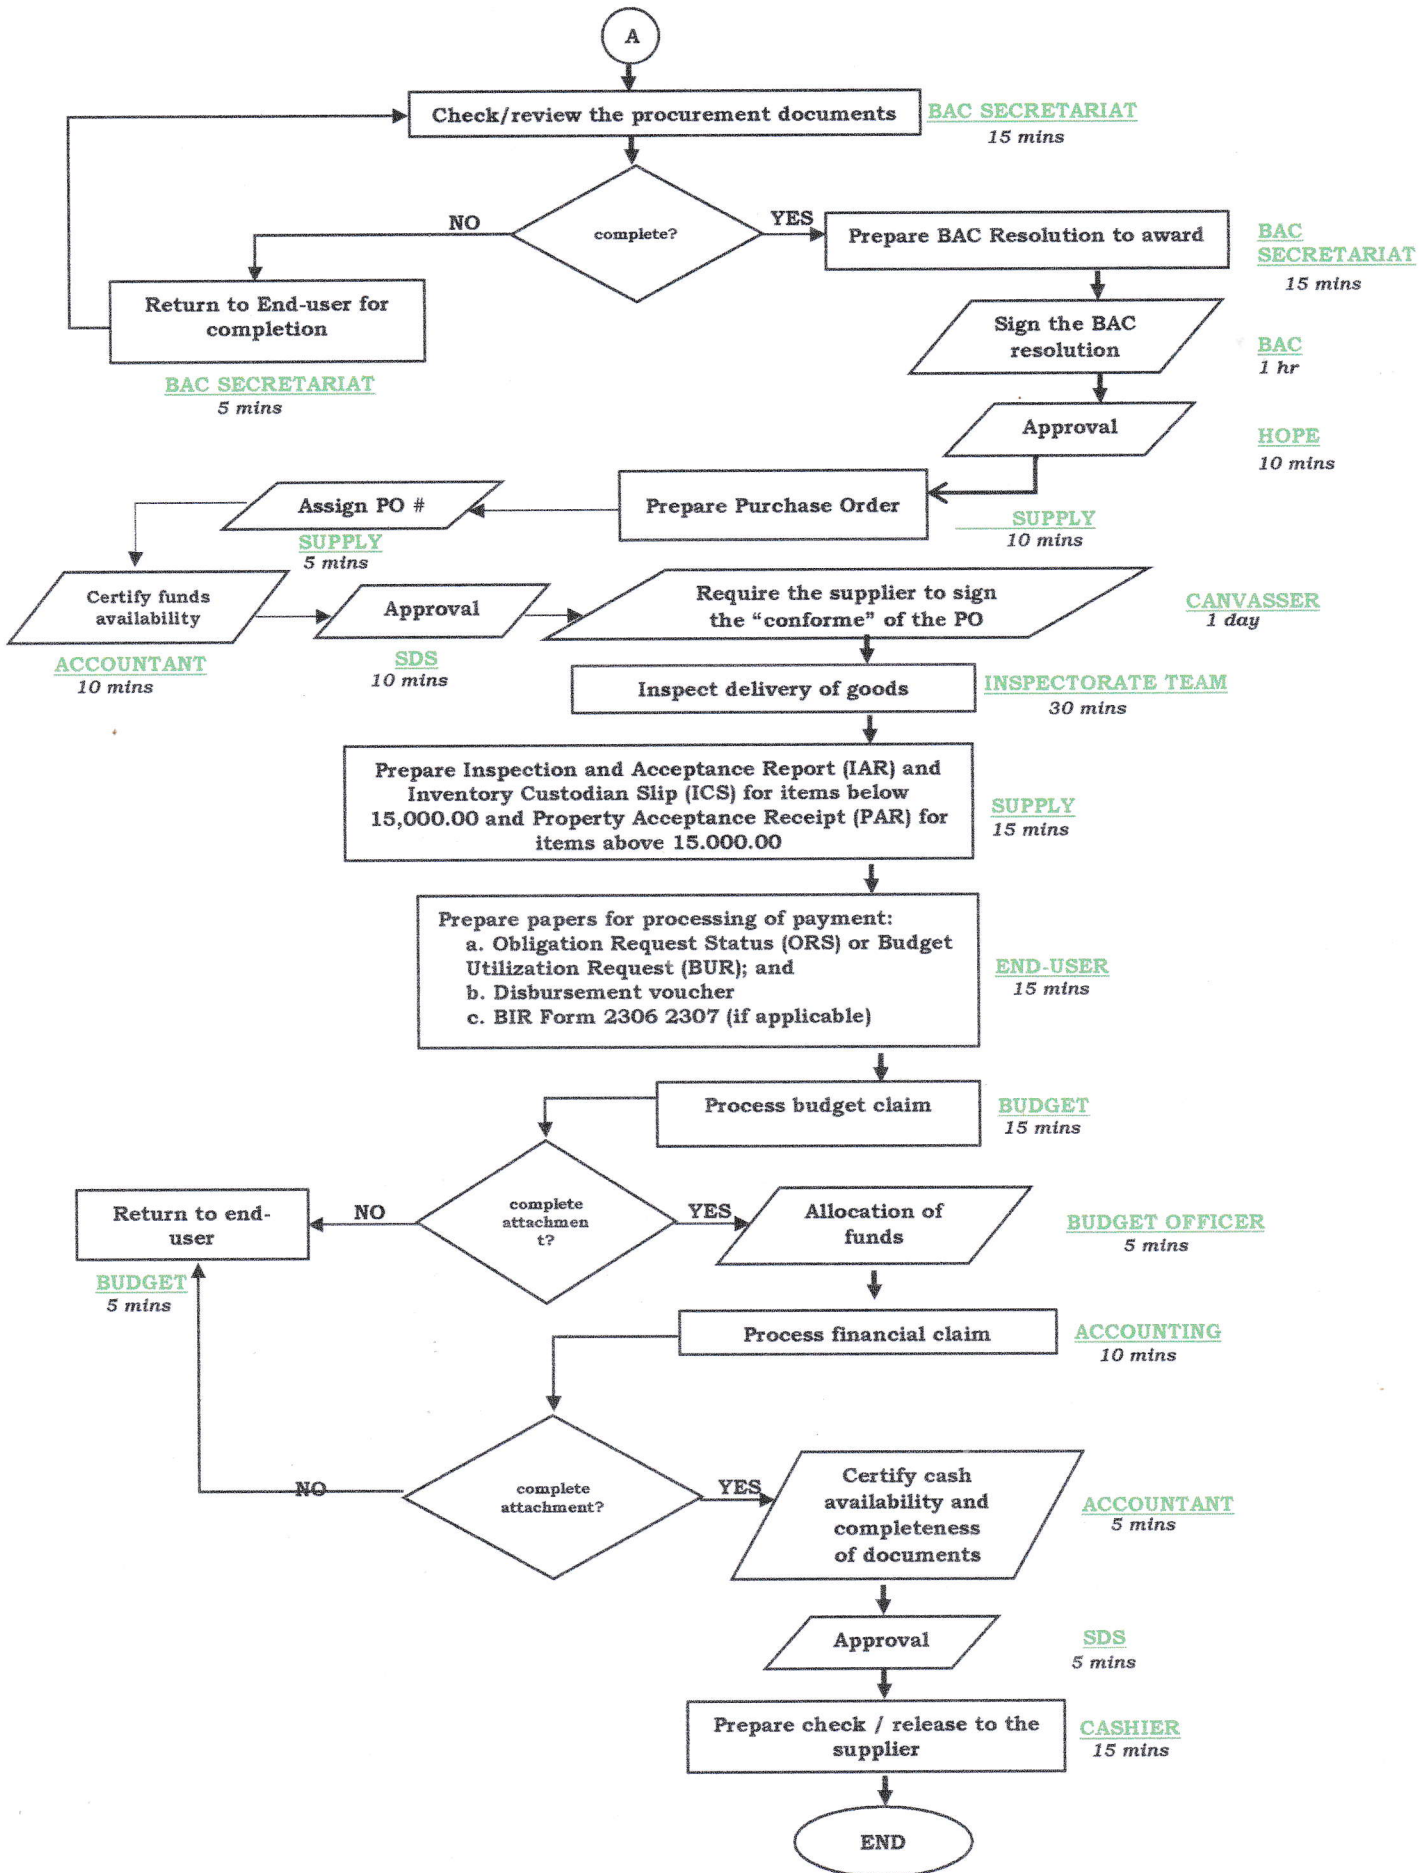 A
Check/review the procurement documents
BAC SECRETARIAT
15 mins
complete?
NO
YES
Prepare BAC Resolution to award
BAC
SECRETARIAT
15 mins
Return to End-user for
completion
BAC SECRETARIAT
5 mins
Sign the BAC
resolution
BAC
1 hr
Approval
HOPE
10 mins
Prepare Purchase Order
SUPPLY
10 mins
Assign PO #
SUPPLY
5 mins
Certify funds
availability
ACCOUNTANT
10 mins
Approval
SDS
10 mins
Require the supplier to sign
the “conforme” of the PO
CANVASSER
1 day
Inspect delivery of goods
INSPECTORATE TEAM
30 mins
Prepare Inspection and Acceptance Report (IAR) and
Inventory Custodian Slip (ICS) for items below
15,000.00 and Property Acceptance Receipt (PAR) for
items above 15.000.00
SUPPLY
15 mins
Prepare papers for processing of payment:
a. Obligation Request Status (ORS) or Budget
Utilization Request (BUR); and
b. Disbursement voucher
c. BIR Form 2306 2307 (if applicable)
END-USER
15 mins
Process budget claim
BUDGET
15 mins
complete
attachmen
t?
NO
YES
Return to end-
user
BUDGET
5 mins
Allocation of
funds
BUDGET OFFICER
5 mins
Process financial claim
ACCOUNTING
10 mins
complete
attachment?
NO
YES
Certify cash
availability and
completeness
of documents
ACCOUNTANT
5 mins
Approval
SDS
5 mins
Prepare check / release to the
supplier
CASHIER
15 mins
END